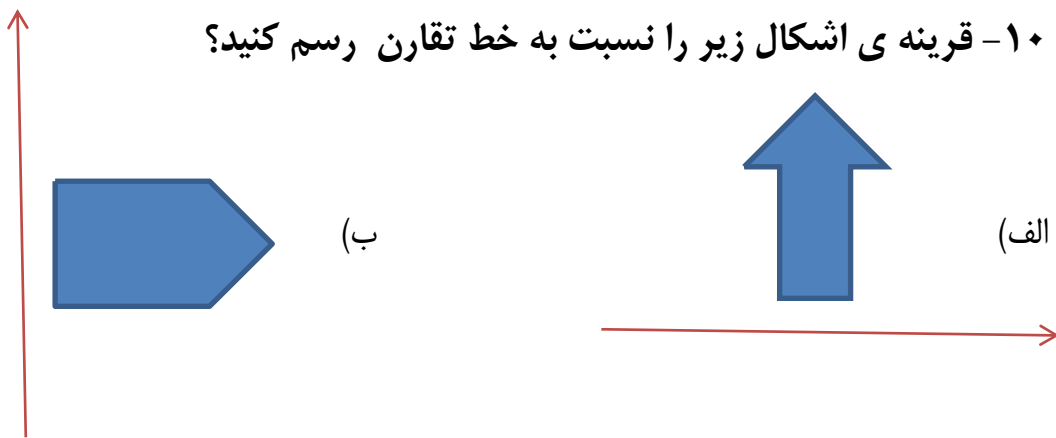 ۱۰- قرینه ی اشکال زیر را نسبت به خط تقارن رسم کنید؟
الف)
ب)